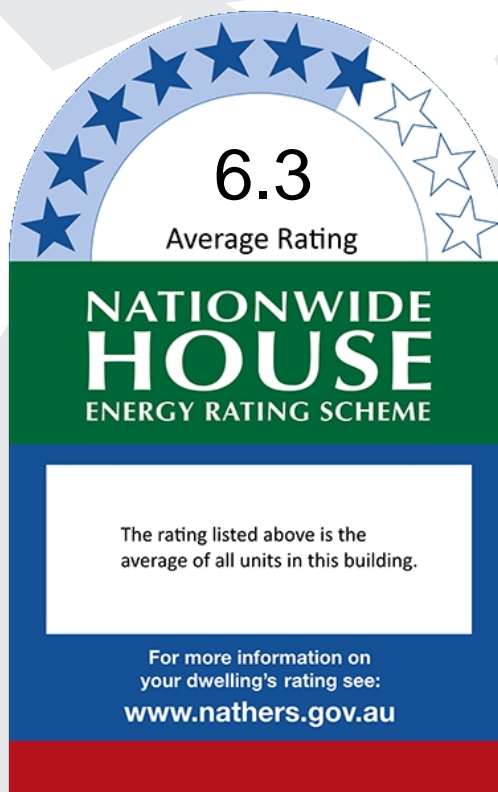 6.3
Average Rating
NATIONWIDE
HOUSE
ENERGY RATING SCHEME
The rating listed above is the
average of all units in this building.
For more information on
your dwelling's rating see:
www.nathers.gov.au